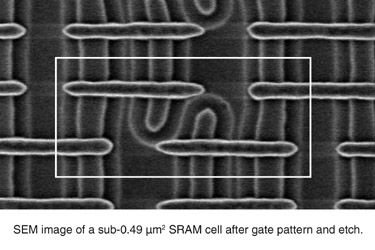 SEM image of a sub-0.49 µm² SRAM cell after gate pattern and etch.